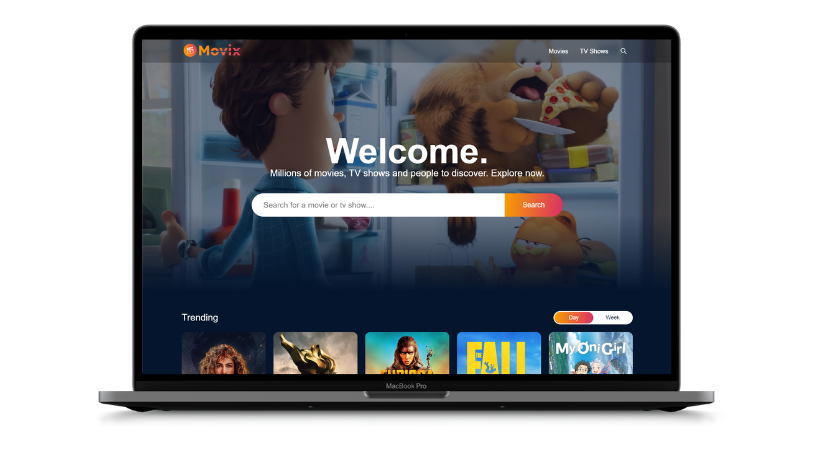 Movix
Movies TV Shows
Welcome.
Millions of movies, TV shows and people to discover. Explore now.
Search for a movie or tv show.... Search
Trending Day Week
FURIOSA
FALL
My Oni Girl
MacBook Pro